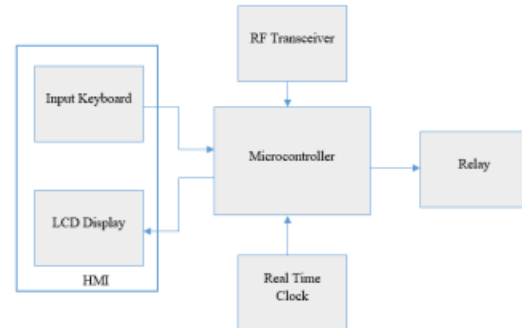 RF Transceiver
Input Keyboard
Microcontroller
Relay
LCD Display
HMI
Real Time
Clock